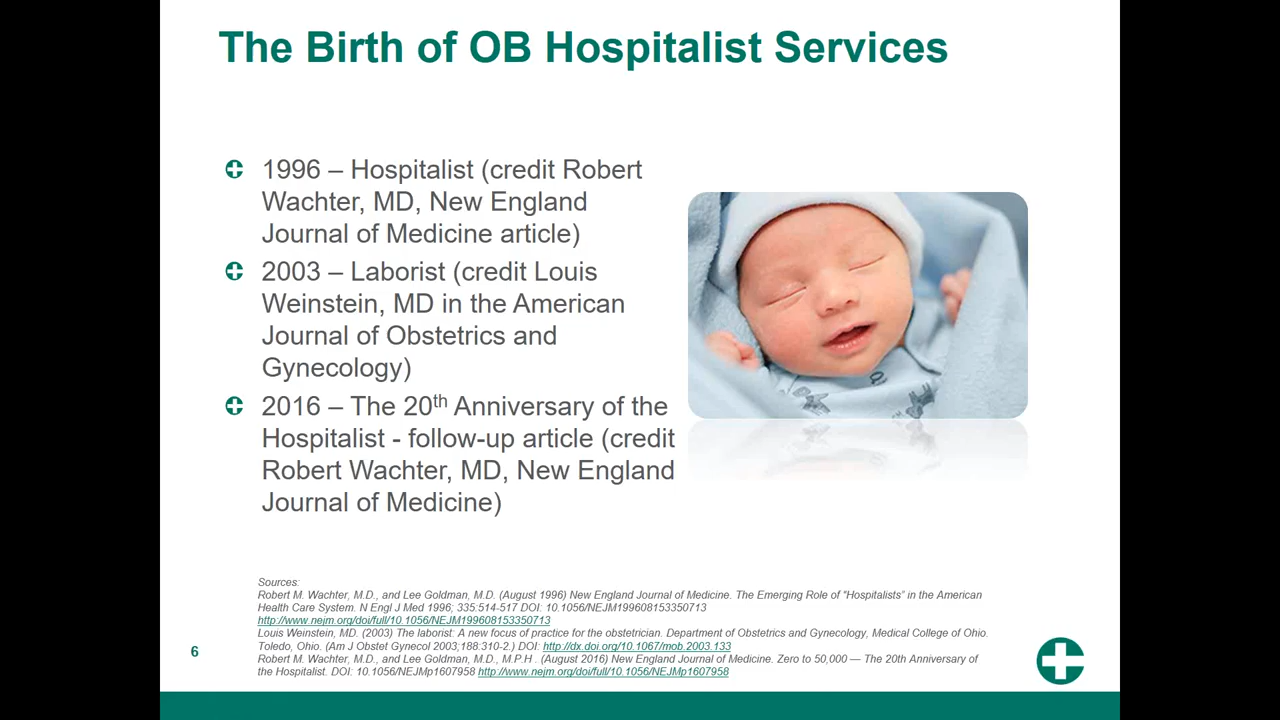 The Birth of OB Hospitalist Services
1996 – Hospitalist (credit Robert
Wachter, MD, New England
Journal of Medicine article)
2003 – Laborist (credit Louis
Weinstein, MD in the American
Journal of Obstetrics and
Gynecology)
2016 – The 20th Anniversary of the
Hospitalist - follow-up article (credit
Robert Wachter, MD, New England
Journal of Medicine)
Sources:
Robert M. Wachter, M.D., and Lee Goldman, M.D. (August 1996) New England Journal of Medicine. The Emerging Role of “Hospitalists” in the American
Health Care System. N Engl J Med 1996; 335:514-517 DOI: 10.1056/NEJM199608153350713
http://www.nejm.org/doi/full/10.1056/NEJM199608153350713
Louis Weinstein, MD. (2003) The laborist: A new focus of practice for the obstetrician. Department of Obstetrics and Gynecology, Medical College of Ohio.
Toledo, Ohio. (Am J Obstet Gynecol 2003;188:310-2.) DOI: http://dx.doi.org/10.1067/mob.2003.133
Robert M. Wachter, M.D., and Lee Goldman, M.D., M.P.H . (August 2016) New England Journal of Medicine. Zero to 50,000 — The 20th Anniversary of
the Hospitalist. DOI: 10.1056/NEJMp1607958 http://www.nejm.org/doi/full/10.1056/NEJMp1607958
6